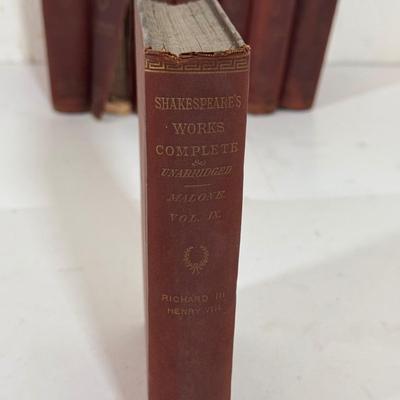 SHAKESPEARE'S
WORKS
COMPLETE
&
UNABRIDGED
MALONE.
VOL. IX.
RICHARD III
HENRY VIII